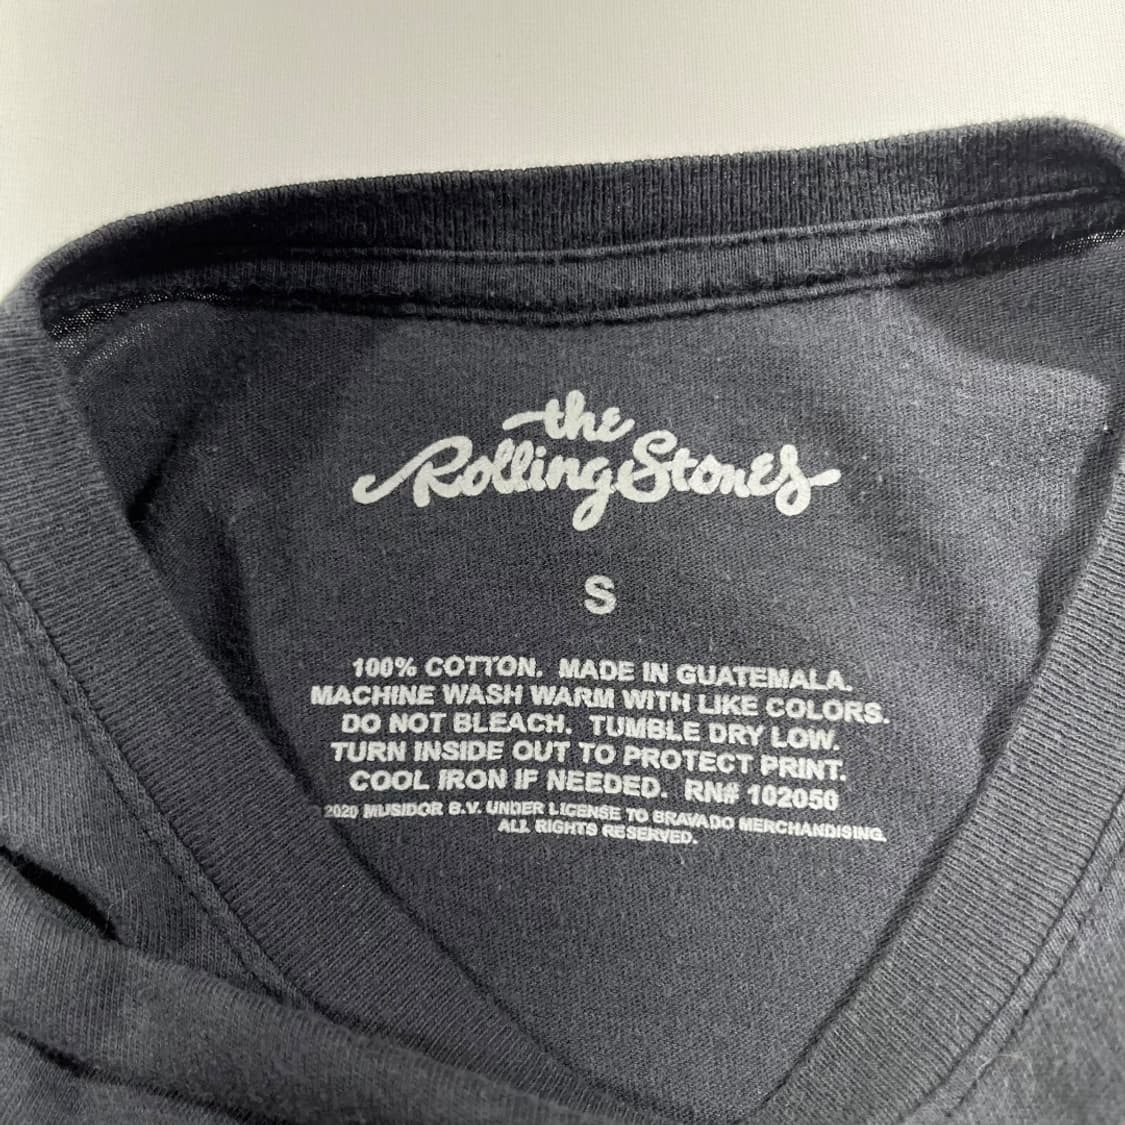 the
Rolling Stones
S
100% COTTON. MADE IN GUATEMALA.
MACHINE WASH WARM WITH LIKE COLORS.
DO NOT BLEACH. TUMBLE DRY LOW.
TURN INSIDE OUT TO PROTECT PRINT.
COOL IRON IF NEEDED. RN# 102050
2020 MUSIDOR B.V. UNDER LICENSE TO BRAVADO MERCHANDISING.
ALL RIGHTS RESERVED.